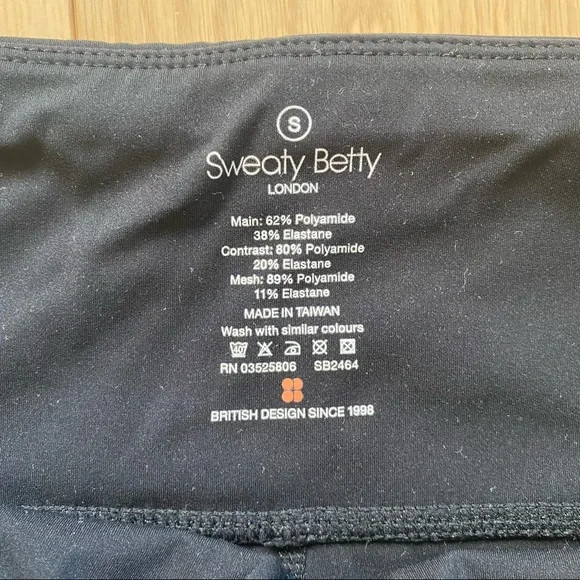 S
Sweaty Betty
LONDON
Main: 62% Polyamide
38% Elastane
Contrast: 80% Polyamide
20% Elastane
Mesh: 89% Polyamide
11% Elastane
MADE IN TAIWAN
Wash with similar colours
40
RN 03525806 SB2464
BRITISH DESIGN SINCE 1998